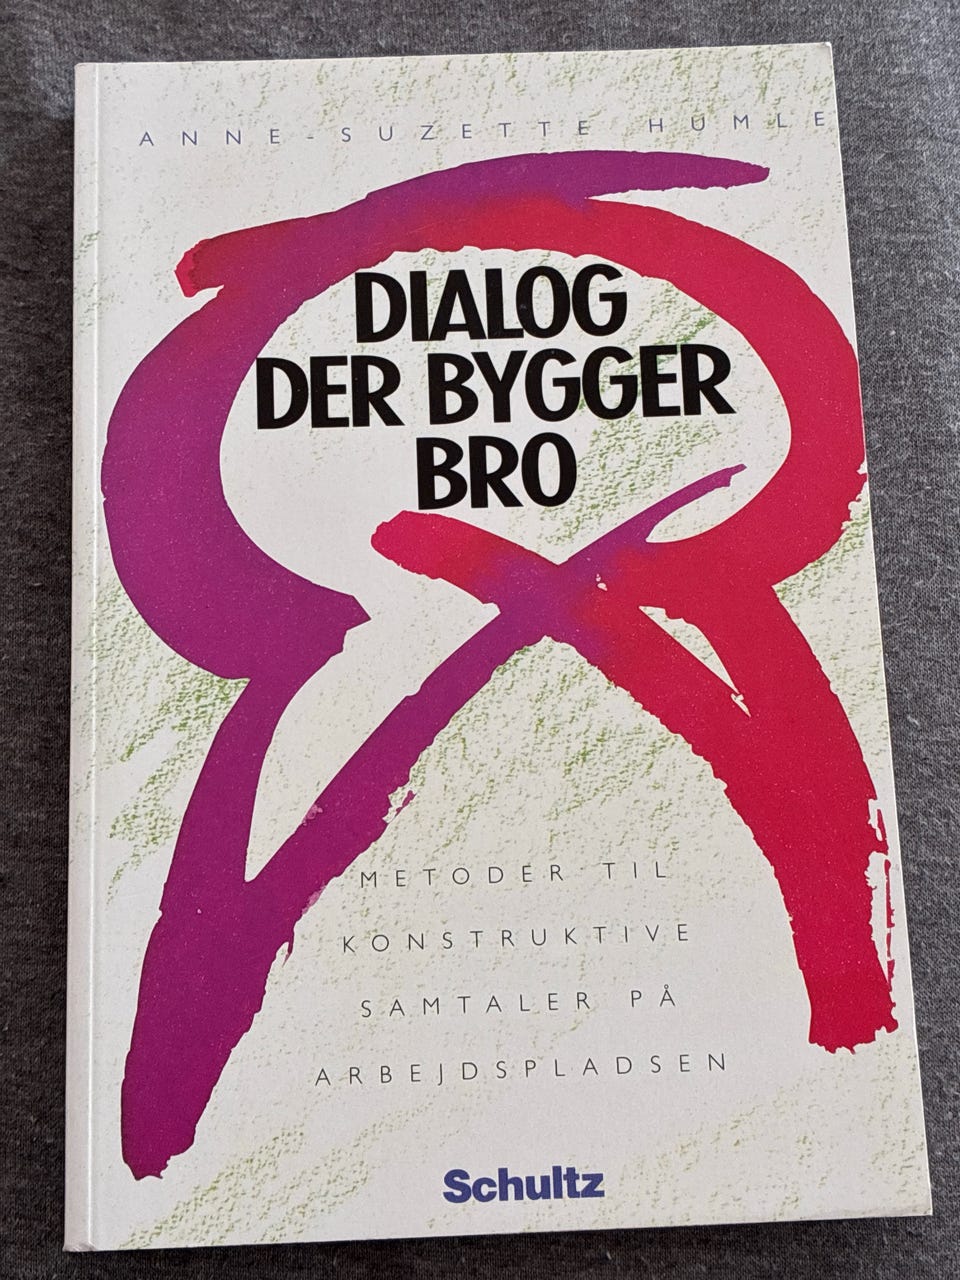 ANNE-SUZETTE HUMLE
DIALOG
DER BYGGER
BRO
METODER TIL
KONSTRUKTIVE
SAMTALER PÅ
ARBEJDSPLADSEN
Schultz